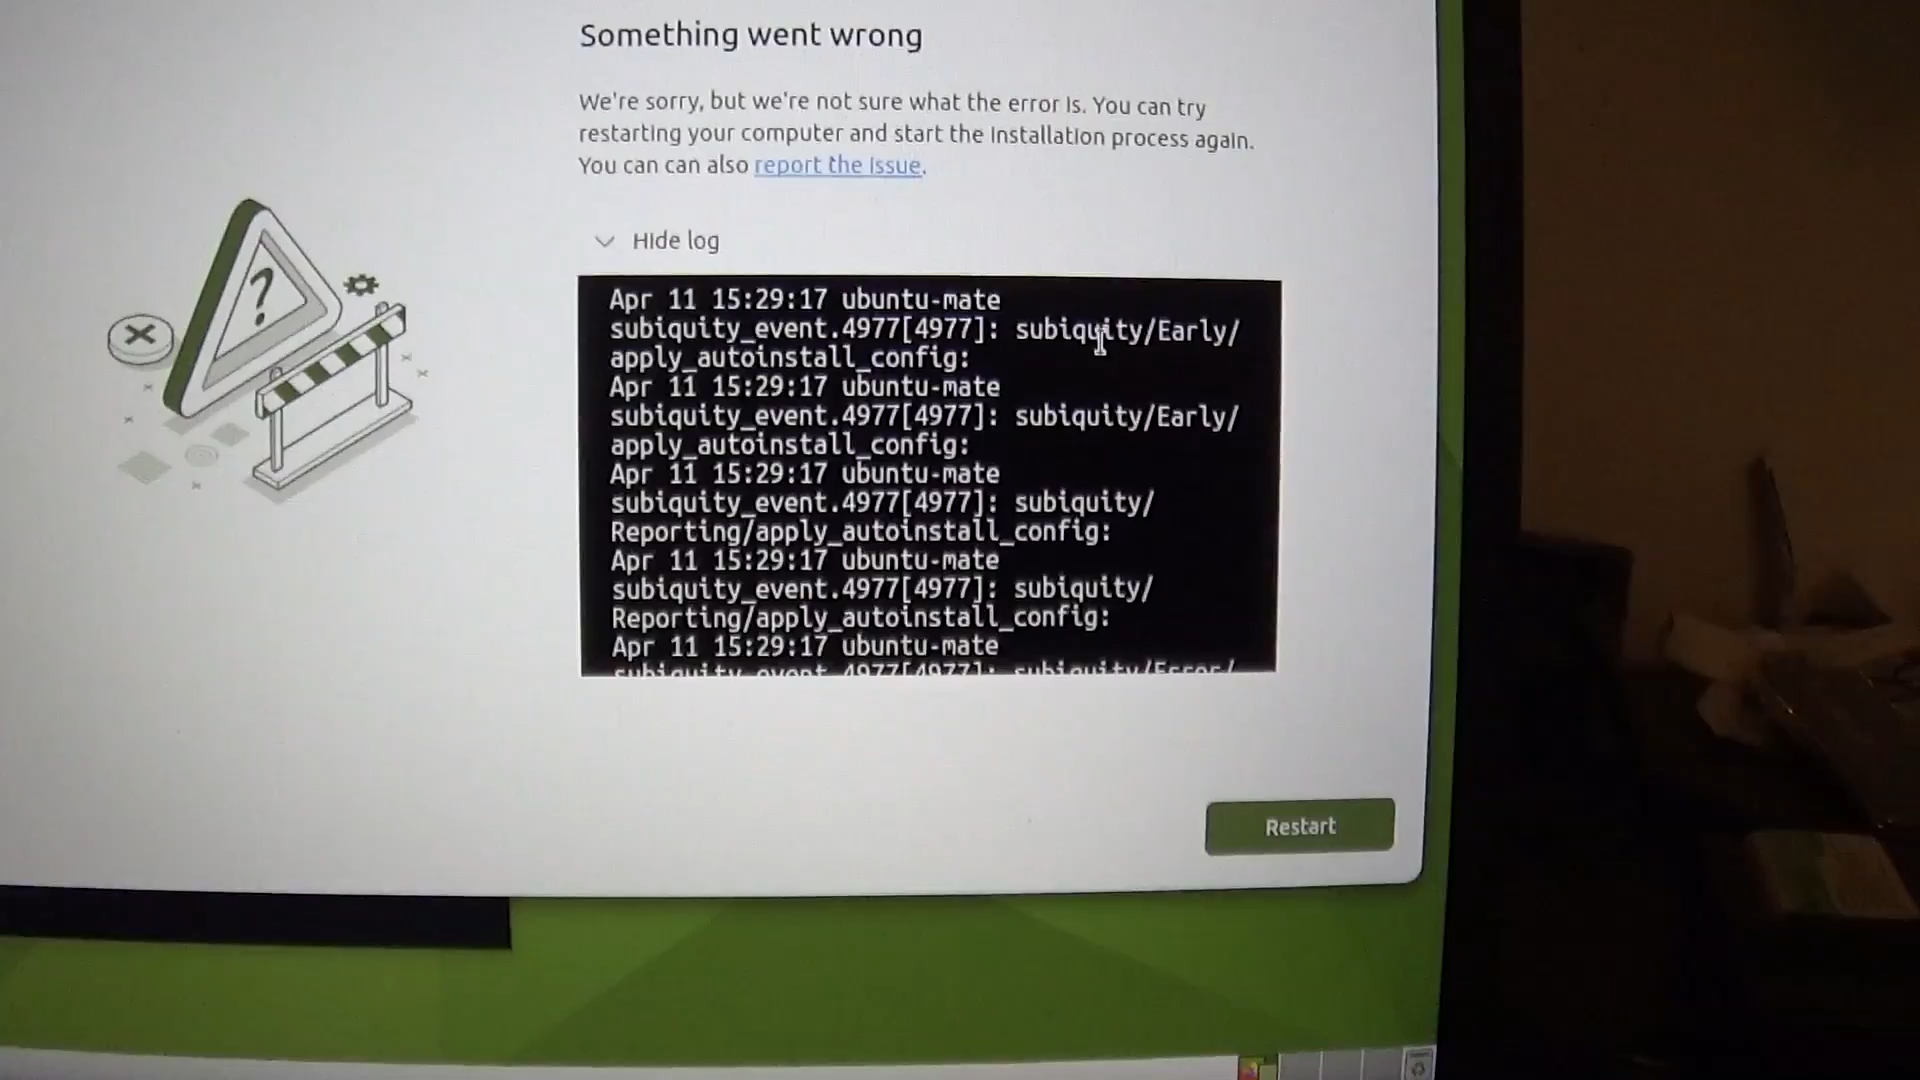 Something went wrong
We're sorry, but we're not sure what the error is. You can try
restarting your computer and start the installation process again.
You can can also report the issue.
Hide log
Apr 11 15:29:17 ubuntu-mate
subiquity_event.4977[4977]: subiquity/Early/
apply_autoinstall_config:
Apr 11 15:29:17 ubuntu-mate
subiquity_event.4977[4977]: subiquity/Early/
apply_autoinstall_config:
Apr 11 15:29:17 ubuntu-mate
subiquity_event.4977[4977]: subiquity/
Reporting/apply_autoinstall_config:
Apr 11 15:29:17 ubuntu-mate
subiquity_event.4977[4977]: subiquity/
Reporting/apply_autoinstall_config:
Apr 11 15:29:17 ubuntu-mate
subiquity_event.4977[4977]: subiquity/Error/
Restart